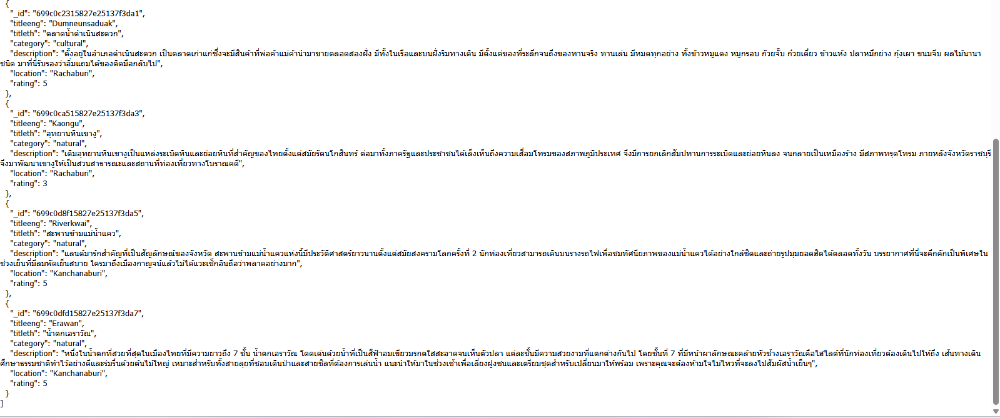 {
"_id": "699c0c2315827e25137f3da1",
"titleeng": "Dumneunsaduak",
"titleth": "ตลาดน้ำดำเนินสะดวก",
"category": "cultural",
"description": "ตั้งอยู่ในอำเภอดำเนินสะดวก เป็นตลาดเก่าแก่ซึ่งจะมีสินค้าที่พ่อค้าแม่ค้านำมาขายตลอดสองฝั่ง มีทั้งในเรือและบนฝั่งริมทางเดิน มีตั้งแต่ของที่ระลึกจนถึงของทานจริง ทานเล่น มีหมดทุกอย่าง ทั้งข้าวหมูแดง หมูกรอบ ก๊วยจั๊บ ก๋วยเตี๋ยว ข้าวแห้ง ปลาหมึกย่าง กุ้งเผา ขนมจีบ ผลไม้นานา
ชนิด มาที่นี่รับรองว่าอิ่มแถมได้ของติดมือกลับไป",
"location": "Rachaburi",
"rating": 5
},
{
"_id": "699c0ca515827e25137f3da3",
"titleeng": "Kaongu",
"titleth": "อุทยานหินเขางู",
"category": "natural",
"description": "เดิมอุทยานหินเขางูเป็นแหล่งระเบิดหินและย่อยหินที่สำคัญของไทยตั้งแต่สมัยรัตนโกสินทร์ ต่อมาทั้งภาครัฐและประชาชนได้เล็งเห็นถึงความเสื่อมโทรมของสภาพภูมิประเทศ จึงมีการยกเลิกสัมปทานการระเบิดและย่อยหินลง จนกลายเป็นเหมืองร้าง มีสภาพทรุดโทรม ภายหลังจังหวัดราชบุรี
จึงมาพัฒนาเขางูให้เป็นสวนสาธารณะและสถานที่ท่องเที่ยวทางโบราณคดี",
"location": "Rachaburi",
"rating": 3
},
{
"_id": "699c0d8f15827e25137f3da5",
"titleeng": "Riverkwai",
"titleth": "สะพานข้ามแม่น้ำแคว",
"category": "natural",
"description": "แลนด์มาร์กสำคัญที่เป็นสัญลักษณ์ของจังหวัด สะพานข้ามแม่น้ำแควแห่งนี้มีประวัติศาสตร์ยาวนานตั้งแต่สมัยสงครามโลกครั้งที่ 2 นักท่องเที่ยวสามารถเดินบนรางรถไฟเพื่อชมทัศนียภาพของแม่น้ำแควได้อย่างใกล้ชิดและถ่ายรูปมุมยอดฮิตได้ตลอดทั้งวัน บรรยากาศที่นี่จะคึกคักเป็นพิเศษใน
ช่วงเย็นที่มีลมพัดเย็นสบาย ใครมาถึงเมืองกาญจน์แล้วไม่ได้แวะเช็กอินถือว่าพลาดอย่างมาก",
"location": "Kanchanaburi",
"rating": 5
},
{
"_id": "699c0dfd15827e25137f3da7",
"titleeng": "Erawan",
"titleth": "น้ำตกเอราวัณ",
"category": "natural",
"description": "หนึ่งในน้ำตกที่สวยที่สุดในเมืองไทยที่มีความยาวถึง 7 ชั้น น้ำตกเอราวัณ โดดเด่นด้วยน้ำที่เป็นสีฟ้าอมเขียวมรกตใสสะอาดจนเห็นตัวปลา แต่ละชั้นมีความสวยงามที่แตกต่างกันไป โดยชั้นที่ 7 ที่มีหน้าผาลักษณะคล้ายหัวช้างเอราวัณคือไฮไลต์ที่นักท่องเที่ยวต้องเดินไปให้ถึง เส้นทางเดิน
ศึกษาธรรมชาติทำไว้อย่างดีและร่มรื่นด้วยต้นไม้ใหญ่ เหมาะสำหรับทั้งสายลุยที่ชอบเดินป่าและสายชิลที่ต้องการเล่นน้ำ แนะนำให้มาในช่วงเช้าเพื่อเลี่ยงฝูงชนและเตรียมชุดสำหรับเปลี่ยนมาให้พร้อม เพราะคุณจะต้องห้ามใจไม่ไหวที่จะลงไปสัมผัสน้ำเย็นๆ",
"location": "Kanchanaburi",
"rating": 5
}
]